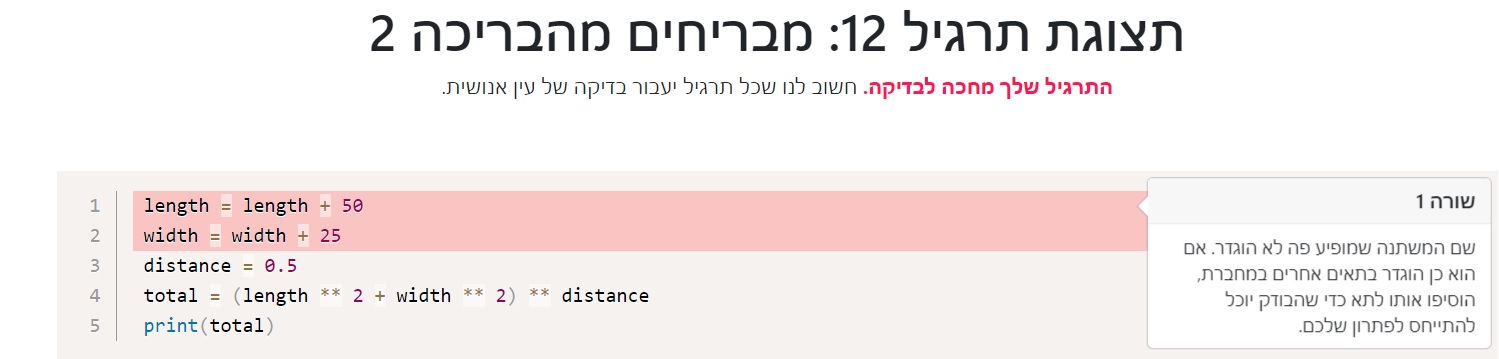 תצוגת תרגיל 12: מבריחים מהבריכה 2
התרגיל שלך מחכה לבדיקה. חשוב לנו שכל תרגיל יעבור בדיקה של עין אנושית.
1 length = length + 50
2 width = width + 25
3 distance = 0.5
4 total = (length ** 2 + width ** 2) ** distance
5 print(total)
שורה 1
שם המשתנה שמופיע פה לא הוגדר. אם
הוא כן הוגדר בתאים אחרים במחברת,
הוסיפו אותו לתא כדי שהבודק יוכל
להתייחס לפתרון שלכם.